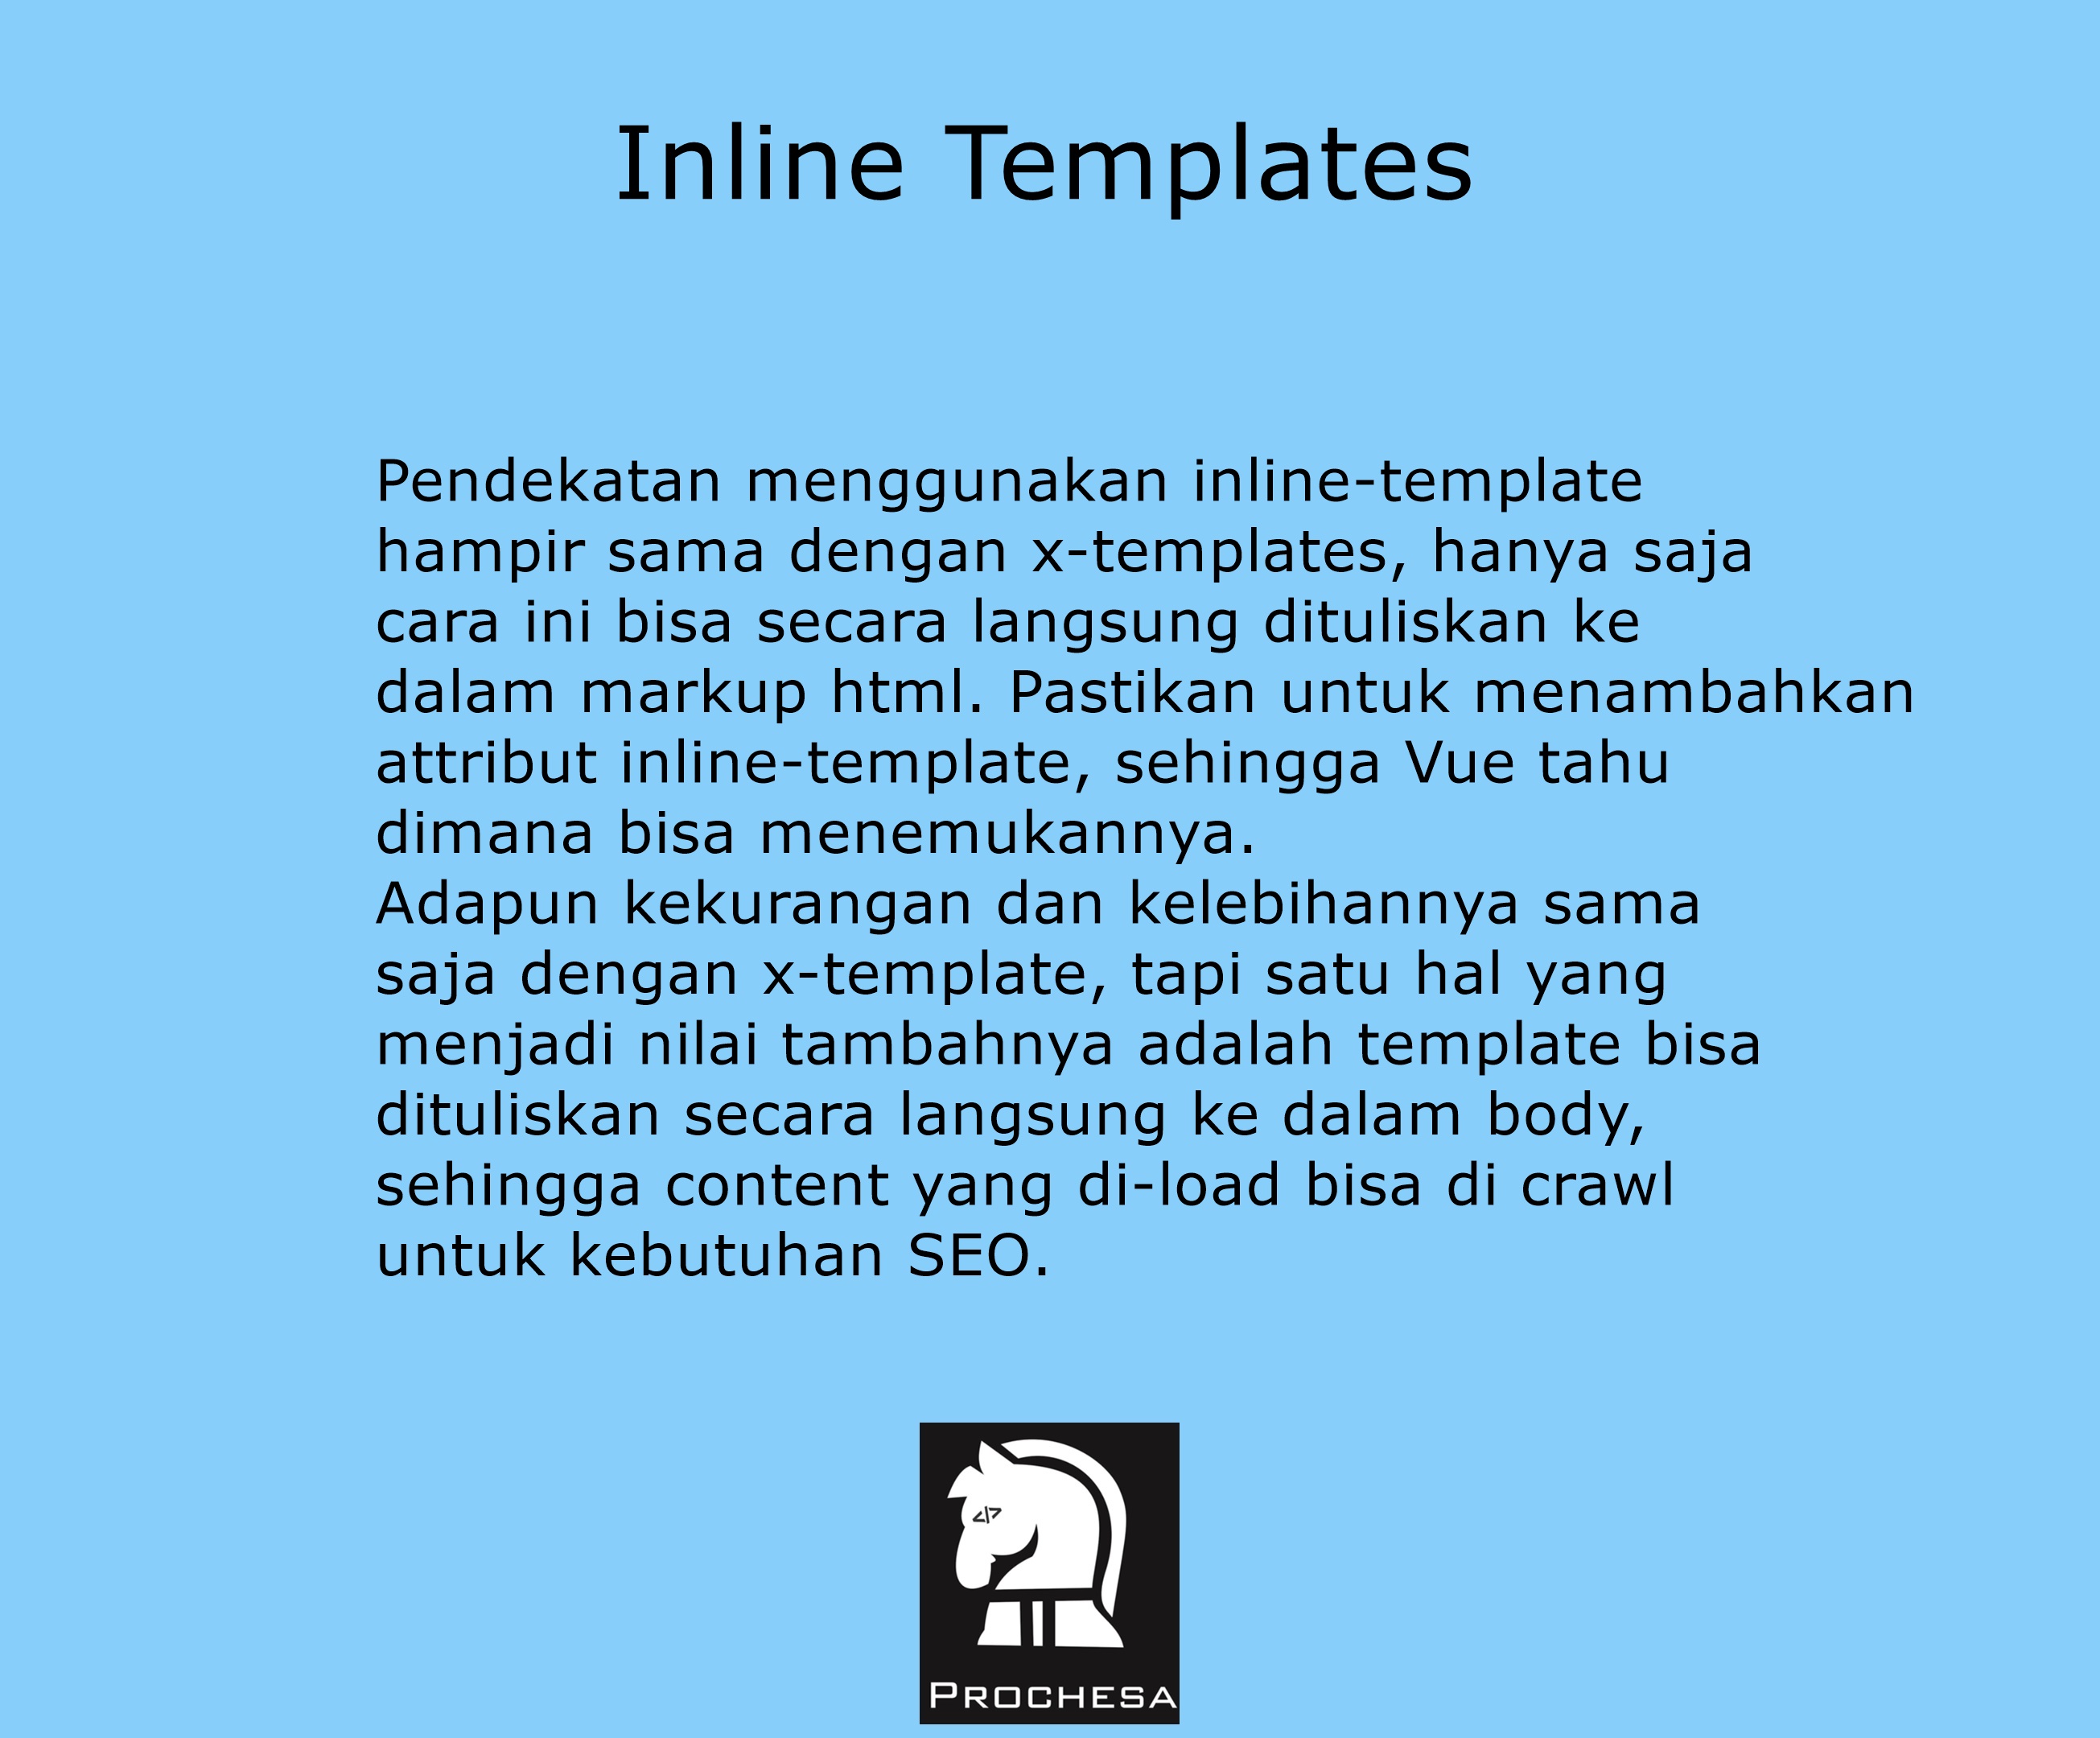 Inline Templates
Pendekatan menggunakan inline-template
hampir sama dengan x-templates, hanya saja
cara ini bisa secara langsung dituliskan ke
dalam markup html. Pastikan untuk menambahkan
attribut inline-template, sehingga Vue tahu
dimana bisa menemukannya.
Adapun kekurangan dan kelebihannya sama
saja dengan x-template, tapi satu hal yang
menjadi nilai tambahnya adalah template bisa
dituliskan secara langsung ke dalam body,
sehingga content yang di-load bisa di crawl
untuk kebutuhan SEO.
</>
PROCHESA